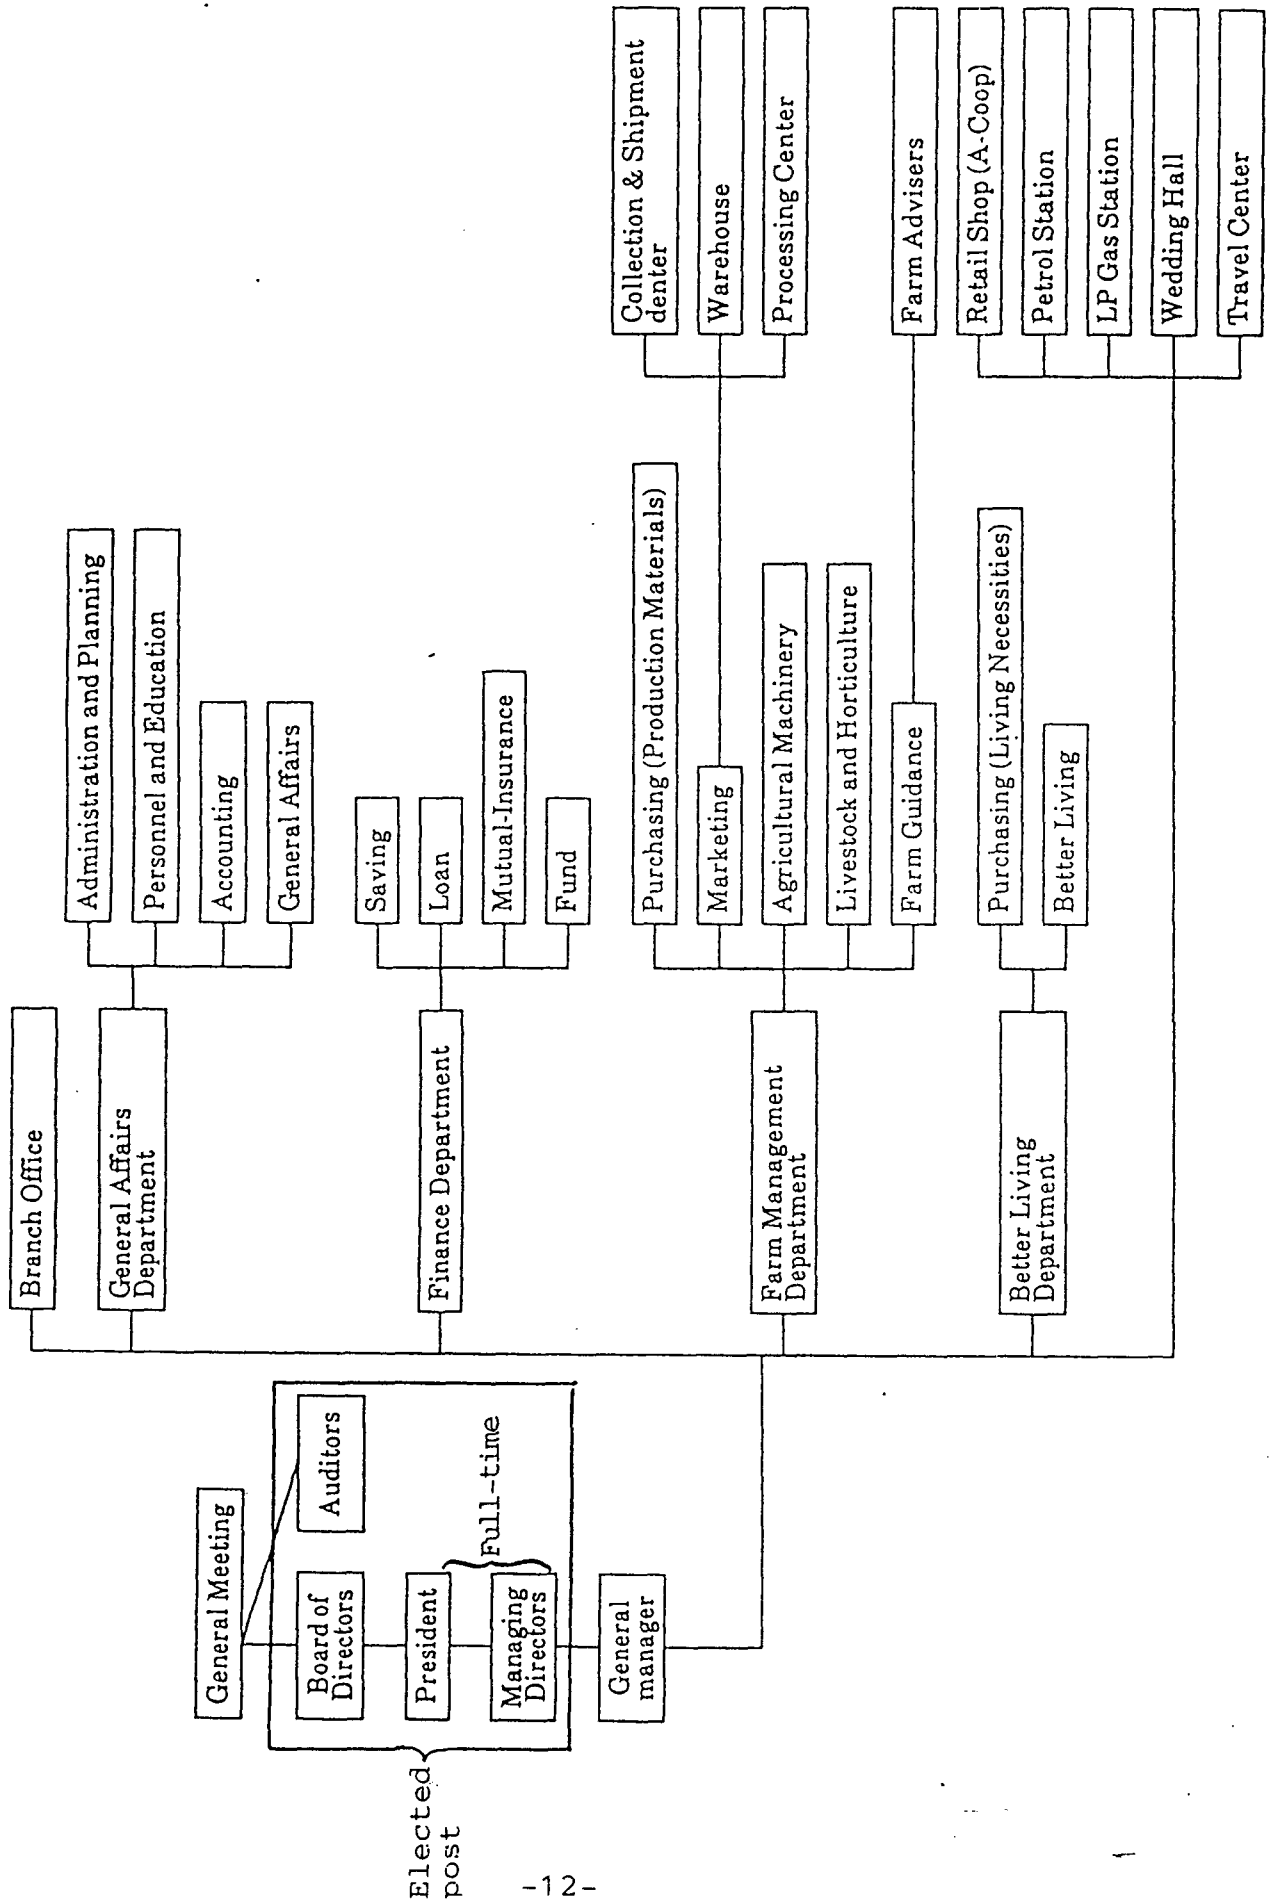 General Meeting
Board of
Directors
Auditors
President
Managing
Directors
Full-time
Elected
post
General
manager
Branch Office
General Affairs
Department
Administration and Planning
Personnel and Education
Accounting
General Affairs
Finance Department
Saving
Loan
Mutual-Insurance
Fund
Farm Management
Department
Purchasing (Production Materials)
Marketing
Agricultural Machinery
Livestock and Horticulture
Farm Guidance
Collection & Shipment
denter
Warehouse
Processing Center
Farm Advisers
Better Living
Department
Purchasing (Living Necessities)
Better Living
Retail Shop (A-Coop)
Petrol Station
LP Gas Station
Wedding Hall
Travel Center
-12-